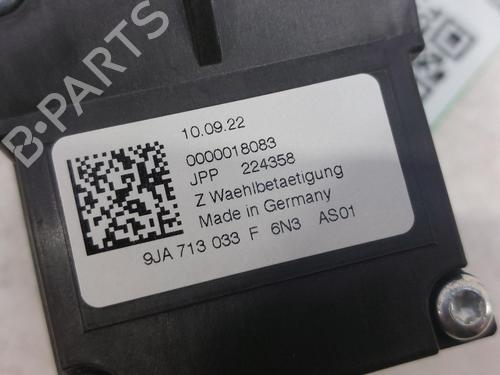 B-PARTS
10.09.22
0000018083
JPP 224358
Z Waehlbetaetigung
Made in Germany
9JA 713 033 F 6N3 AS01